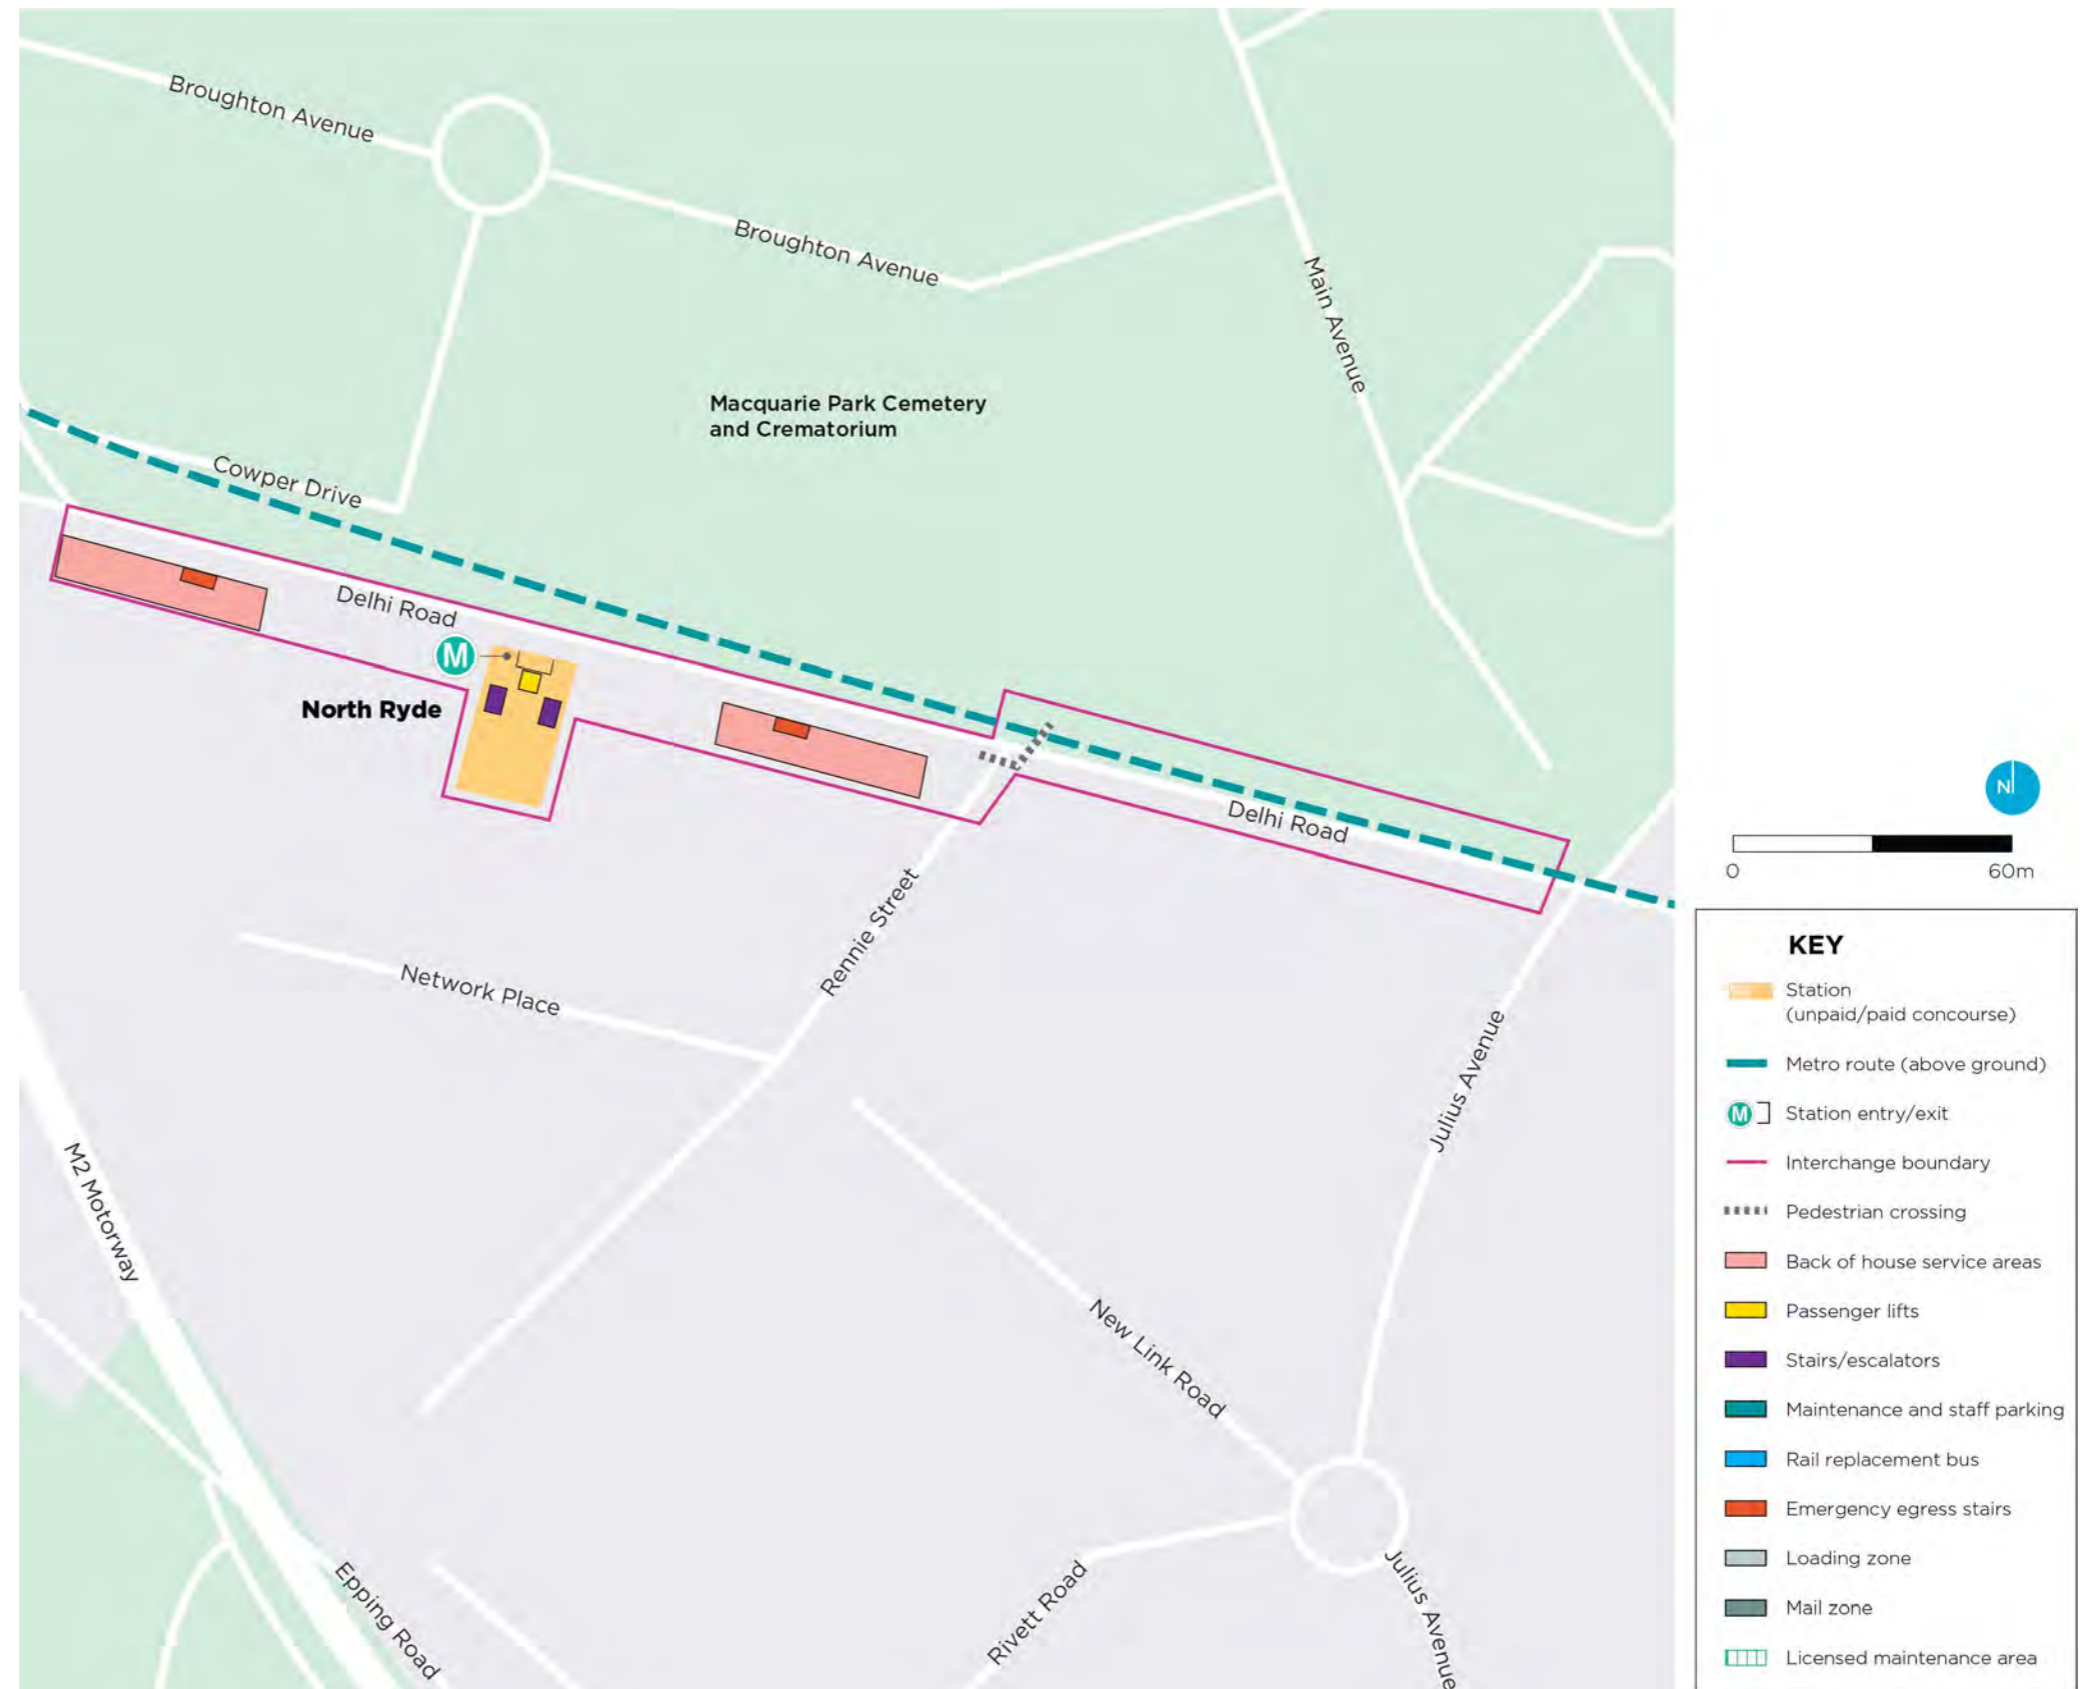 Broughton Avenue
Broughton Avenue
Main Avenue
Macquarie Park Cemetery
and Crematorium
Cowper Drive
Delhi Road
M
North Ryde
Delhi Road
Rennie Street
Network Place
Julius Avenue
M2 Motorway
New Link Road
Epping Road
Rivett Road
Julius Avenue
N
0 60m
KEY
Station
(unpaid/paid concourse)
Metro route (above ground)
M Station entry/exit
Interchange boundary
Pedestrian crossing
Back of house service areas
Passenger lifts
Stairs/escalators
Maintenance and staff parking
Rail replacement bus
Emergency egress stairs
Loading zone
Mail zone
Licensed maintenance area